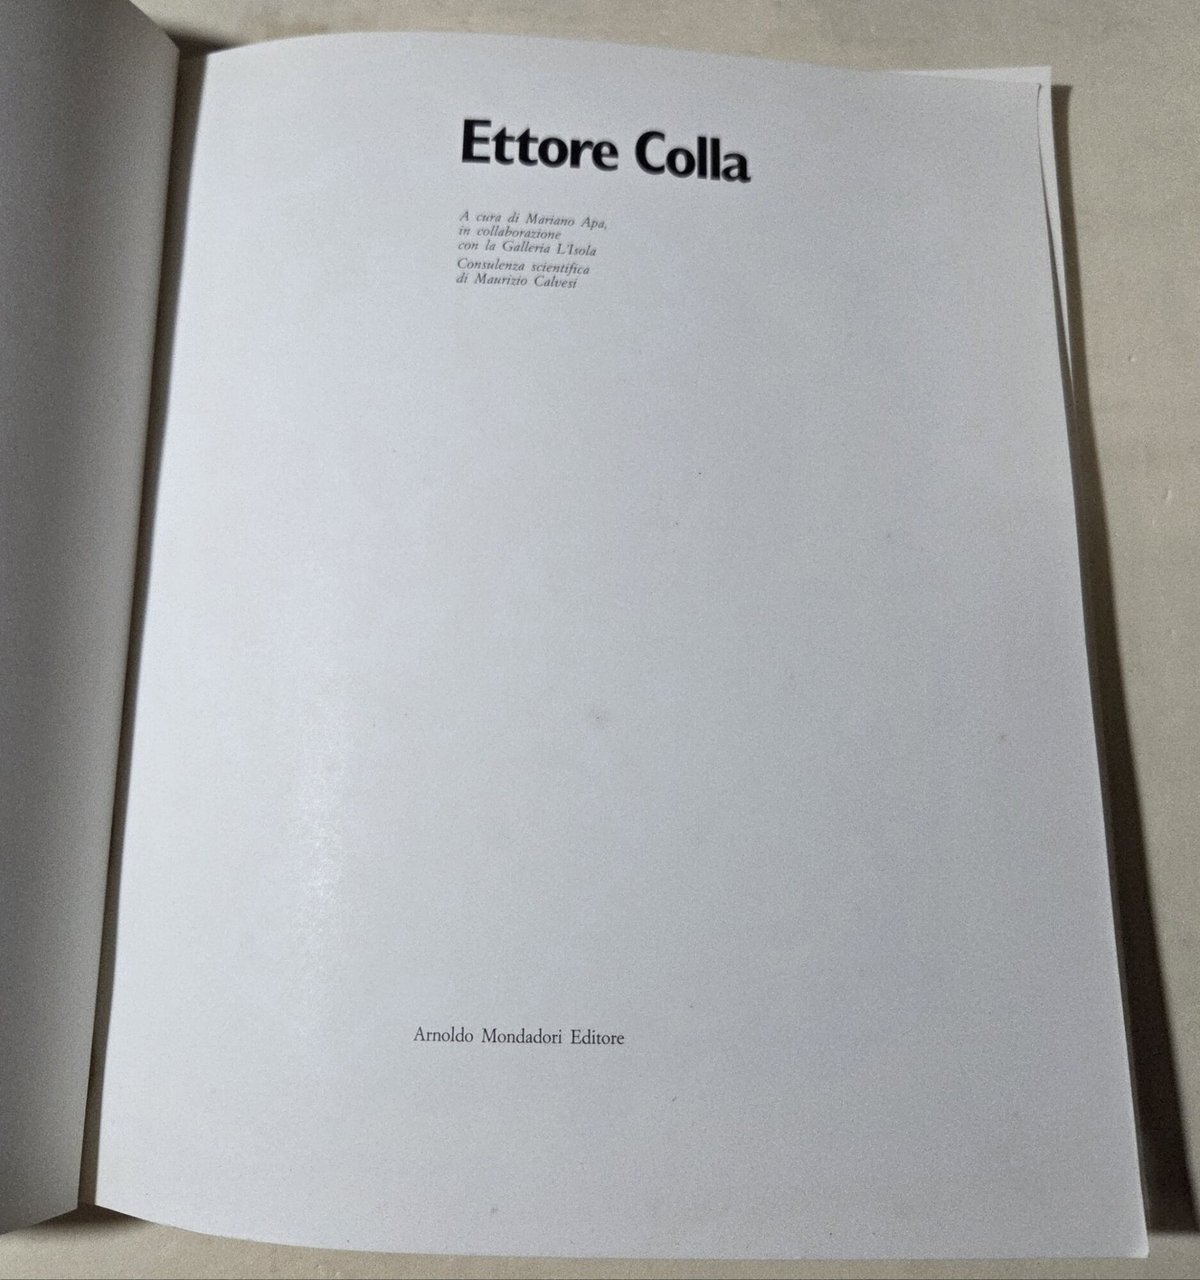 Ettore Colla
A cura di Mariano Apa,
in collaborazione
con la Galleria L'Isola
Consulenza scientifica
di Maurizio Calvesi
Arnoldo Mondadori Editore